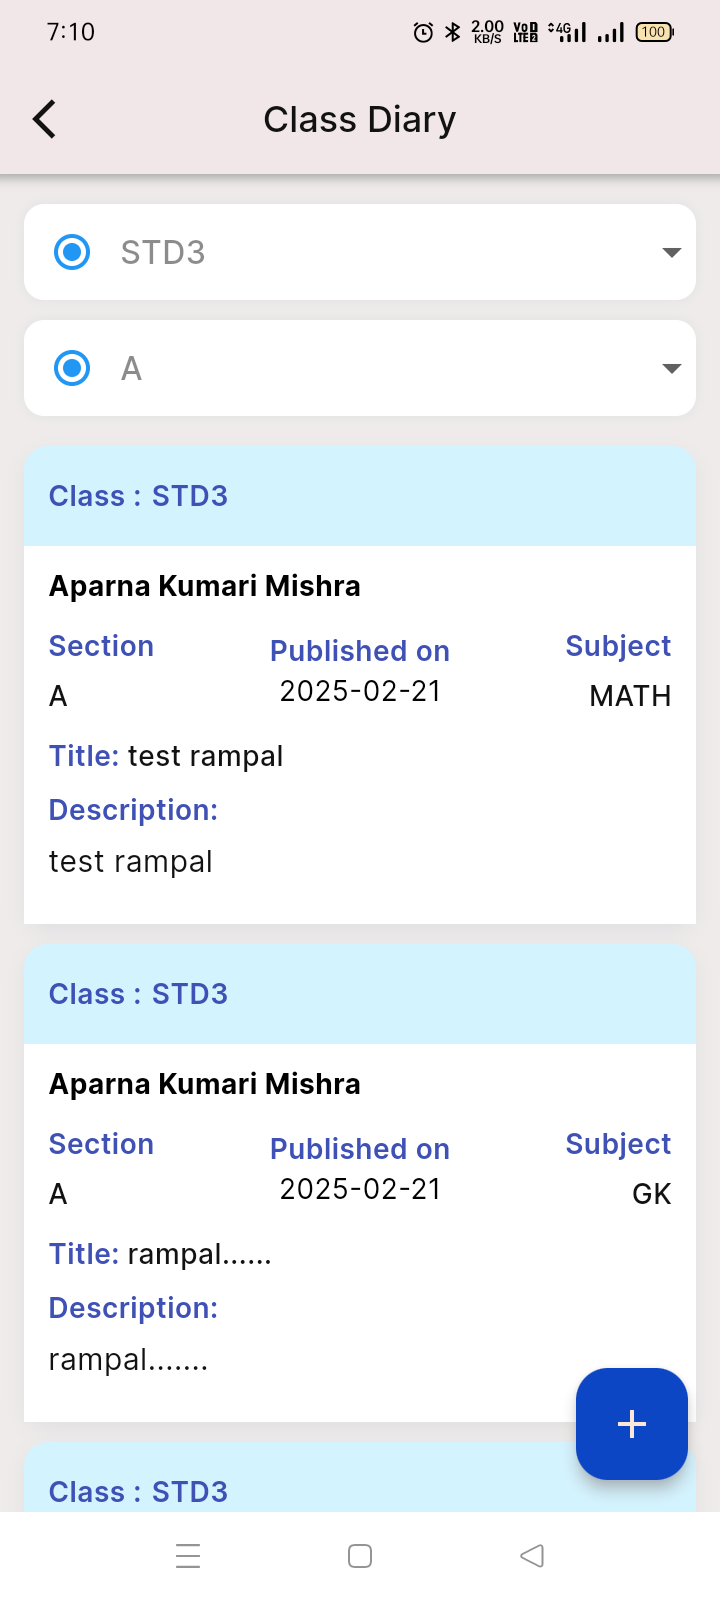 7:10 2.00 KB/S VoD LTE2 4G 100
Class Diary
STD3
A
Class : STD3
Aparna Kumari Mishra
Section Published on Subject
A 2025-02-21 MATH
Title: test rampal
Description:
test rampal
Class : STD3
Aparna Kumari Mishra
Section Published on Subject
A 2025-02-21 GK
Title: rampal......
Description:
rampal.......
+
Class : STD3